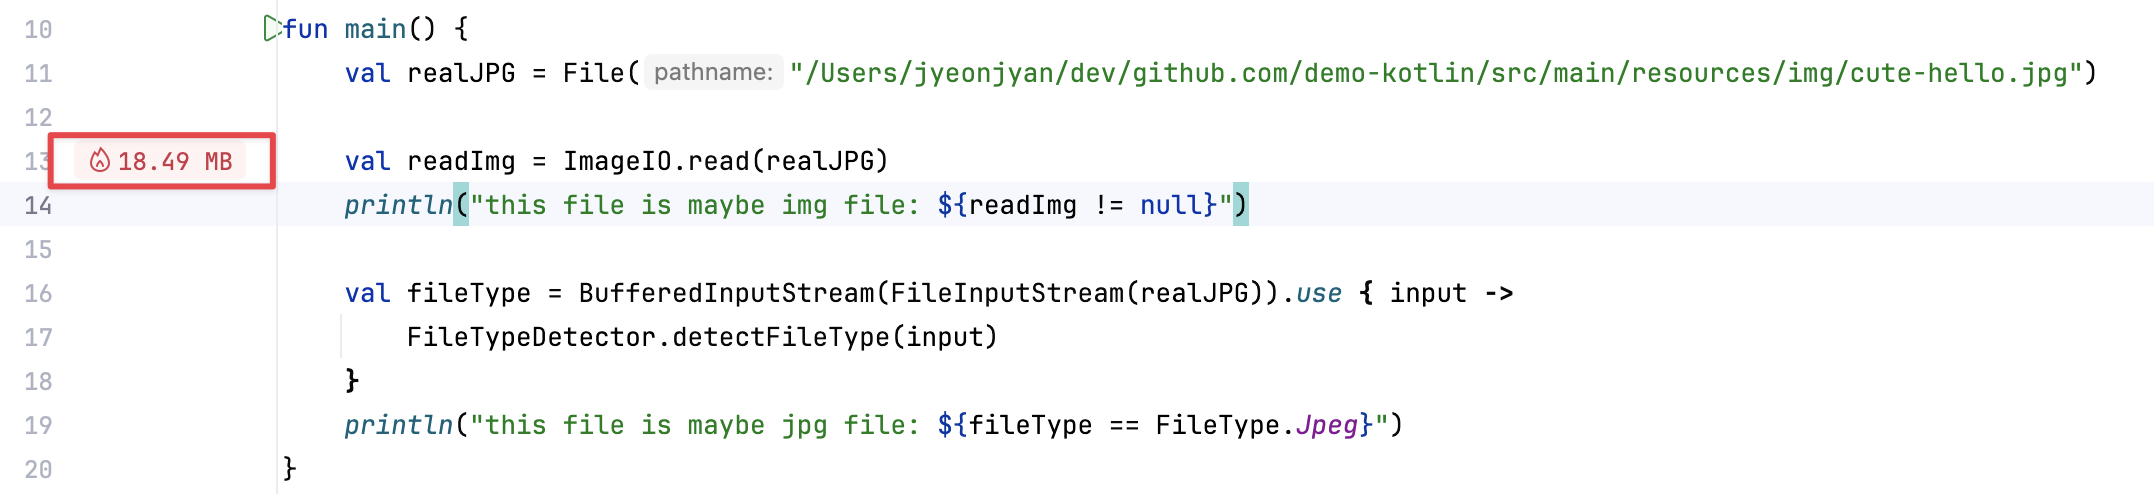 10 fun main() {
11 val realJPG = File( pathname: "/Users/jyeonjyan/dev/github.com/demo-kotlin/src/main/resources/img/cute-hello.jpg")
12
13 18.49 MB val readImg = ImageIO.read(realJPG)
14 println("this file is maybe img file: ${readImg != null}")
15
16 val fileType = BufferedInputStream(FileInputStream(realJPG)).use { input ->
17 FileTypeDetector.detectFileType(input)
18 }
19 println("this file is maybe jpg file: ${fileType == FileType.Jpeg}")
20 }